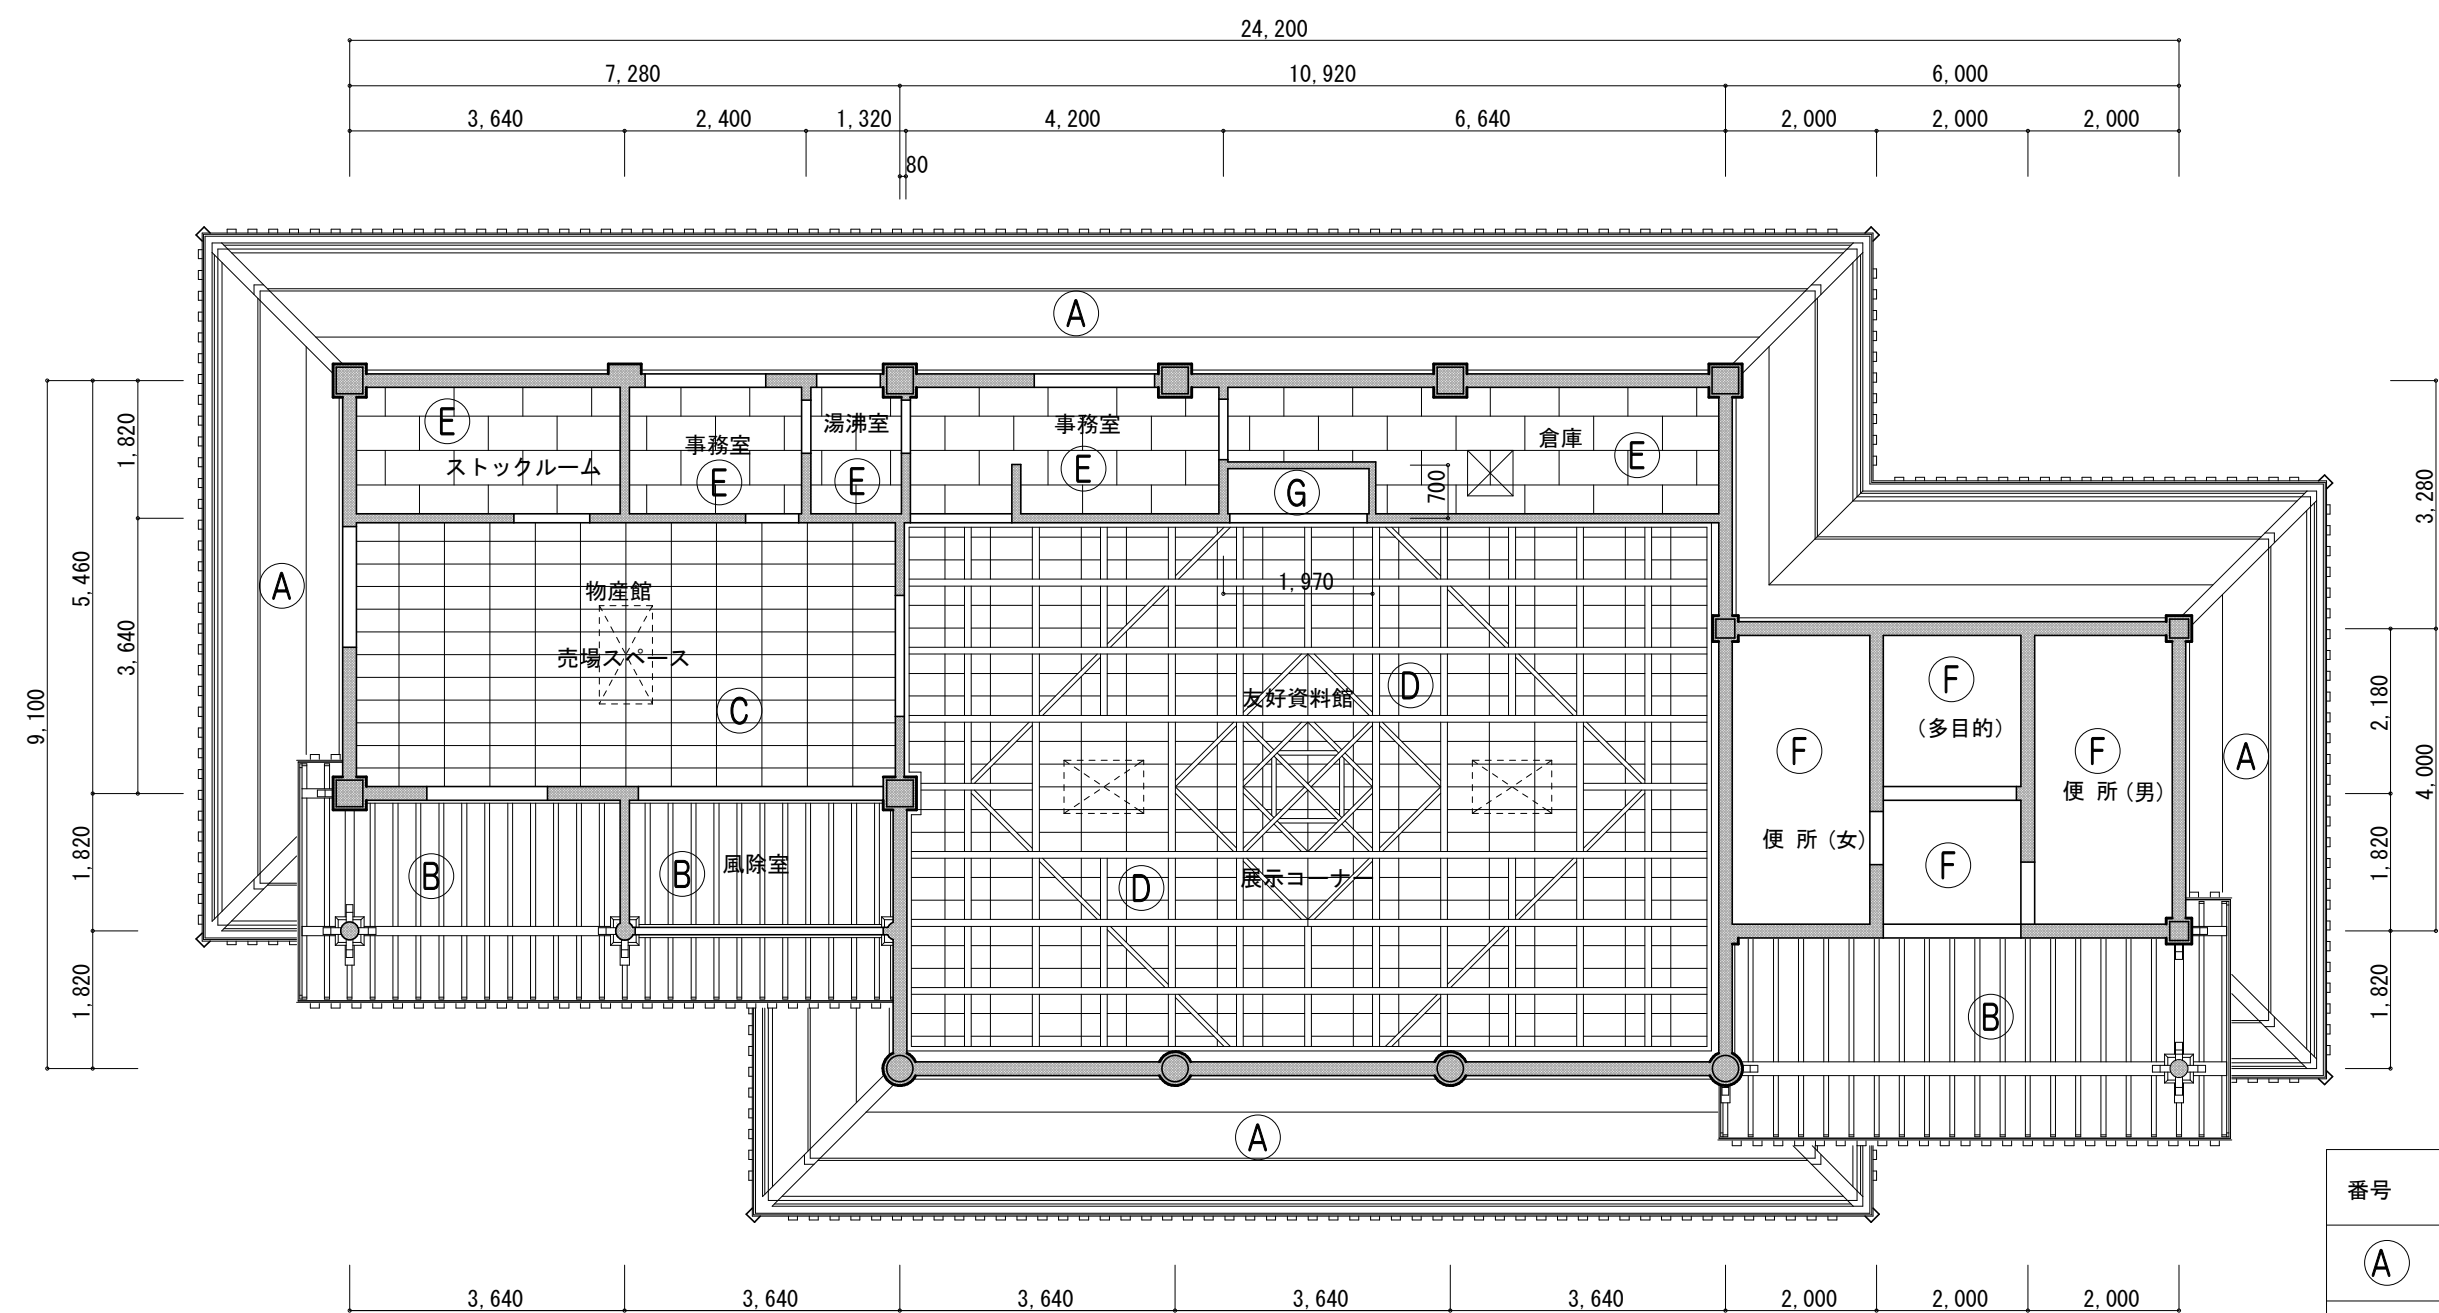 24,200
7,280 10,920 6,000
3,640 2,400 1,320 4,200 6,640 2,000 2,000 2,000
80
A
1,820
5,460
3,640
9,100
1,820
1,820
3,280
2,180
4,000
1,820
1,820
E
ストックルーム
事務室
E
湯沸室
E
事務室
E
倉庫
E
G
700
1,970
A
物産館
売場スペース
C
友好資料館
D
F
(多目的)
F
便 所(女)
F
便 所(男)
F
A
B
B
風除室
D
展示コーナー
B
A
番号
A
3,640 3,640 3,640 3,640 3,640 2,000 2,000 2,000